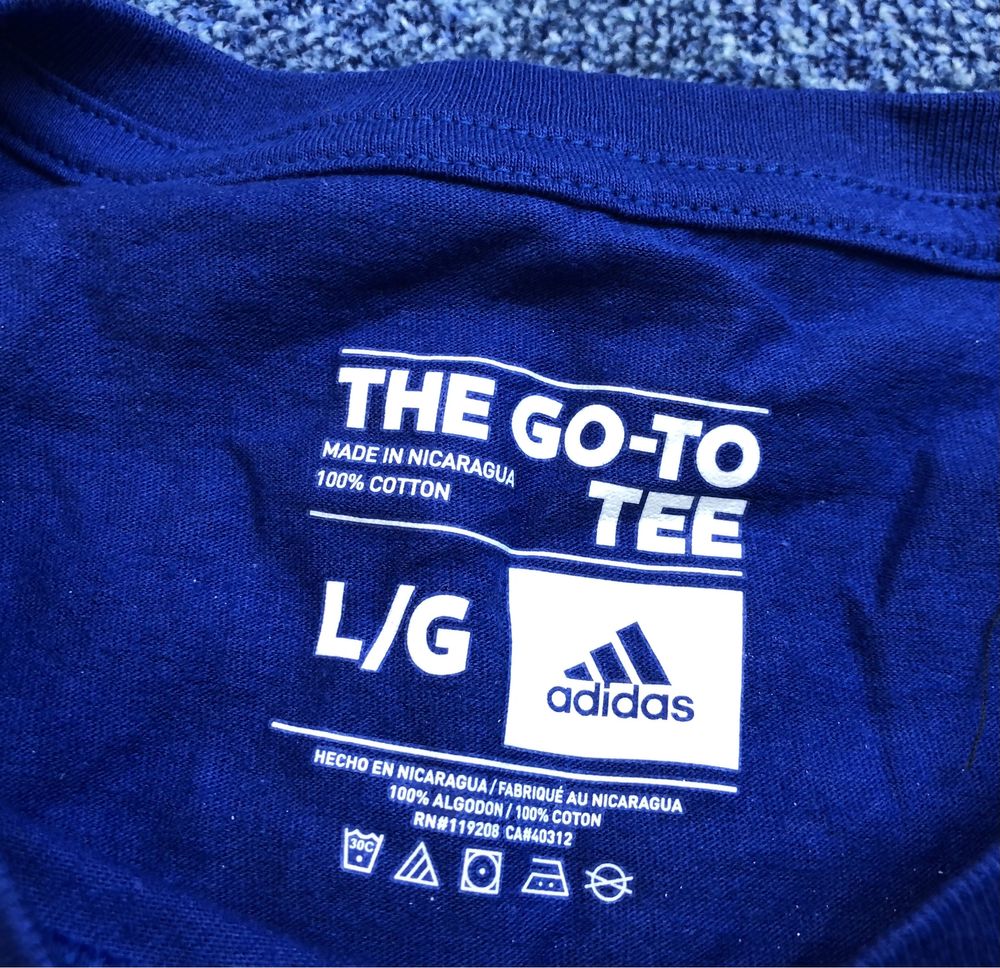 THE GO-TO
TEE
MADE IN NICARAGUA
100% COTTON
L/G
adidas
HECHO EN NICARAGUA/FABRIQUÉ AU NICARAGUA
100% ALGODON/100% COTON
RN#119208 CA#40312
30C